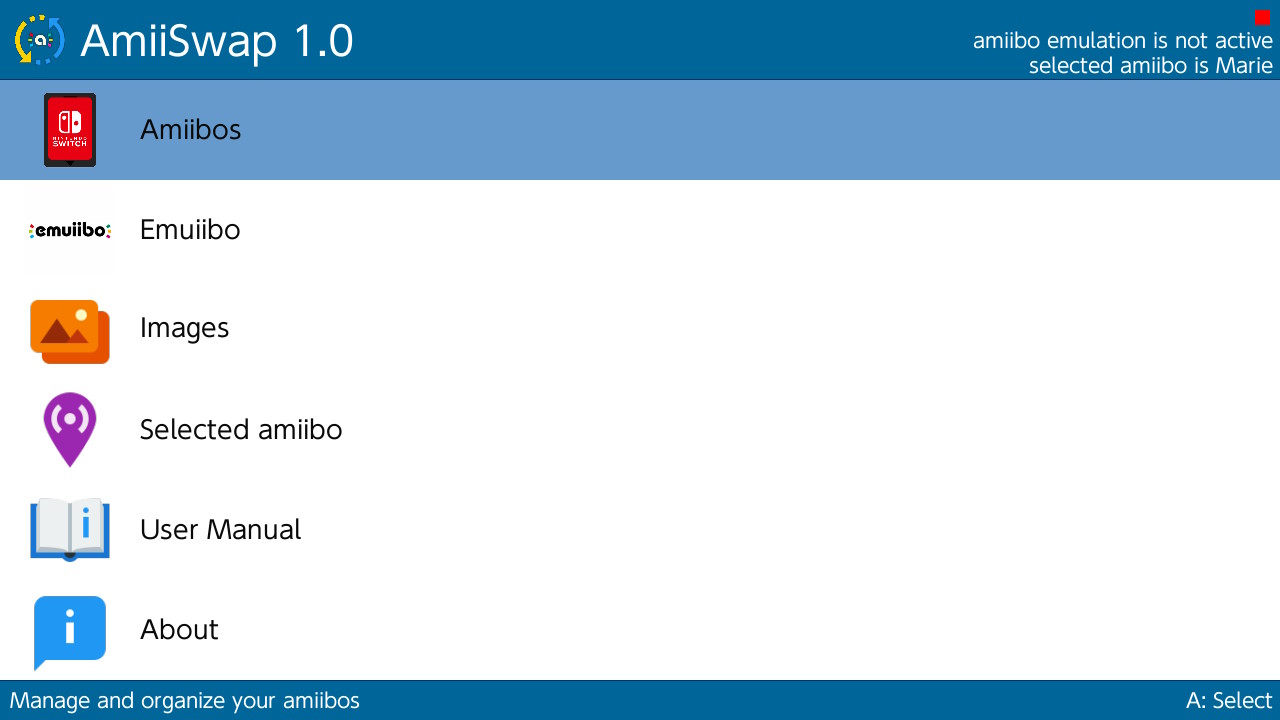 a
AmiiSwap 1.0
amiibo emulation is not active
selected amiibo is Marie
NINTENDO
SWITCH
Amiibos
emuiibo
Emuiibo
Images
Selected amiibo
i
User Manual
i
About
Manage and organize your amiibos
A: Select